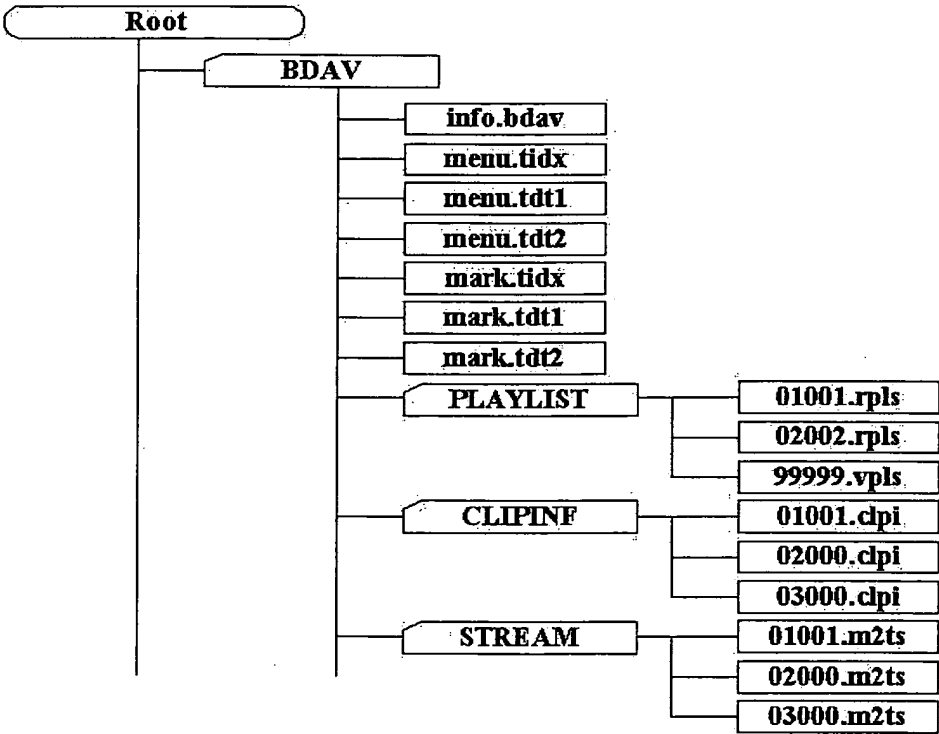 Root
BDAV
info.bdav
menu.tidx
menu.tdt1
menu.tdt2
mark.tidx
mark.tdt1
mark.tdt2
PLAYLIST
01001.rpls
02002.rpls
99999.vpls
CLIPINF
01001.clpi
02000.clpi
03000.clpi
STREAM
01001.m2ts
02000.m2ts
03000.m2ts